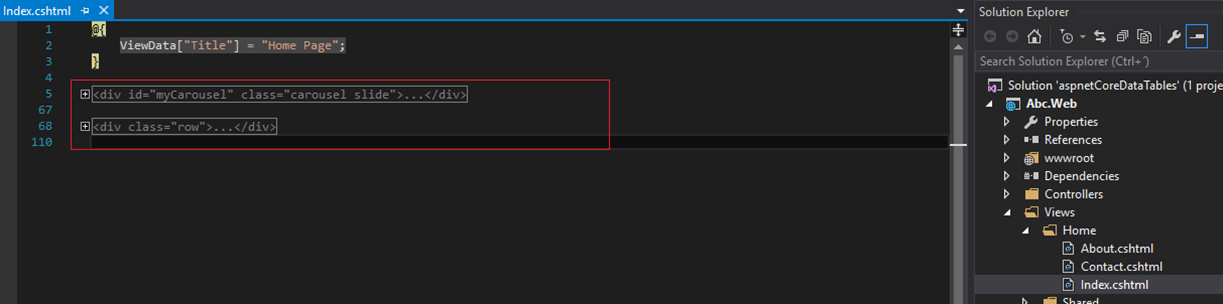 Index.cshtml
1 @{
2 ViewData["Title"] = "Home Page";
3 }
4
5 <div id="myCarousel" class="carousel slide">...</div>
67
68 <div class="row">...</div>
110
Solution Explorer
Search Solution Explorer (Ctrl+´)
Solution 'aspnetCoreDataTables' (1 proje
Abc.Web
Properties
References
wwwroot
Dependencies
Controllers
Views
Home
About.cshtml
Contact.cshtml
Index.cshtml
Shared